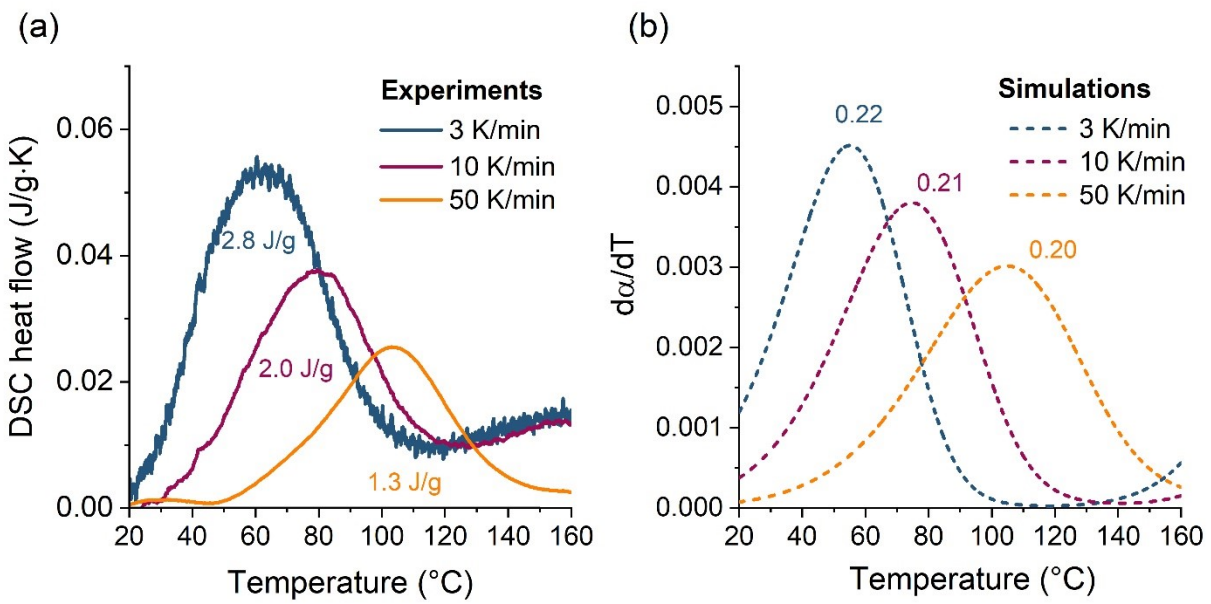 (a)
DSC heat flow (J/g·K)
0.06
0.04
0.02
0.00
Experiments
3 K/min
10 K/min
50 K/min
2.8 J/g
2.0 J/g
1.3 J/g
20 40 60 80 100 120 140 160
Temperature (°C)
(b)
dα/dT
0.005
0.004
0.003
0.002
0.001
0.000
Simulations
3 K/min
10 K/min
50 K/min
0.22
0.21
0.20
20 40 60 80 100 120 140 160
Temperature (°C)